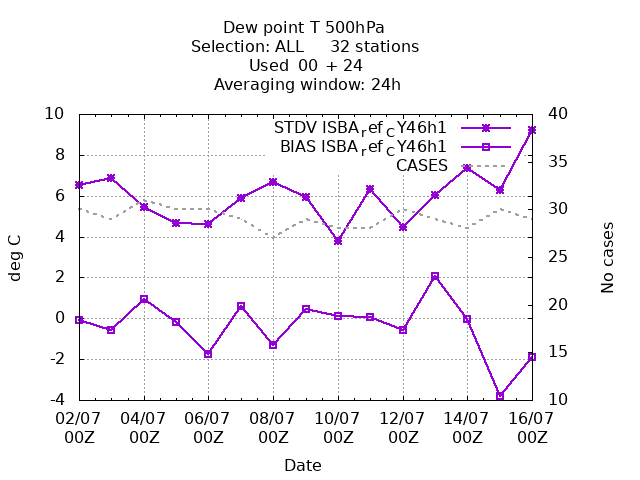 Dew point T 500hPa
Selection: ALL     32 stations
Used  00 + 24
Averaging window: 24h
STDV ISBA_ref_CY46h1
BIAS ISBA_ref_CY46h1
CASES
10
8
6
4
2
0
-2
-4
40
35
30
25
20
15
10
deg C
No cases
02/07 04/07 06/07 08/07 10/07 12/07 14/07 16/07
00Z 00Z 00Z 00Z 00Z 00Z 00Z 00Z
Date